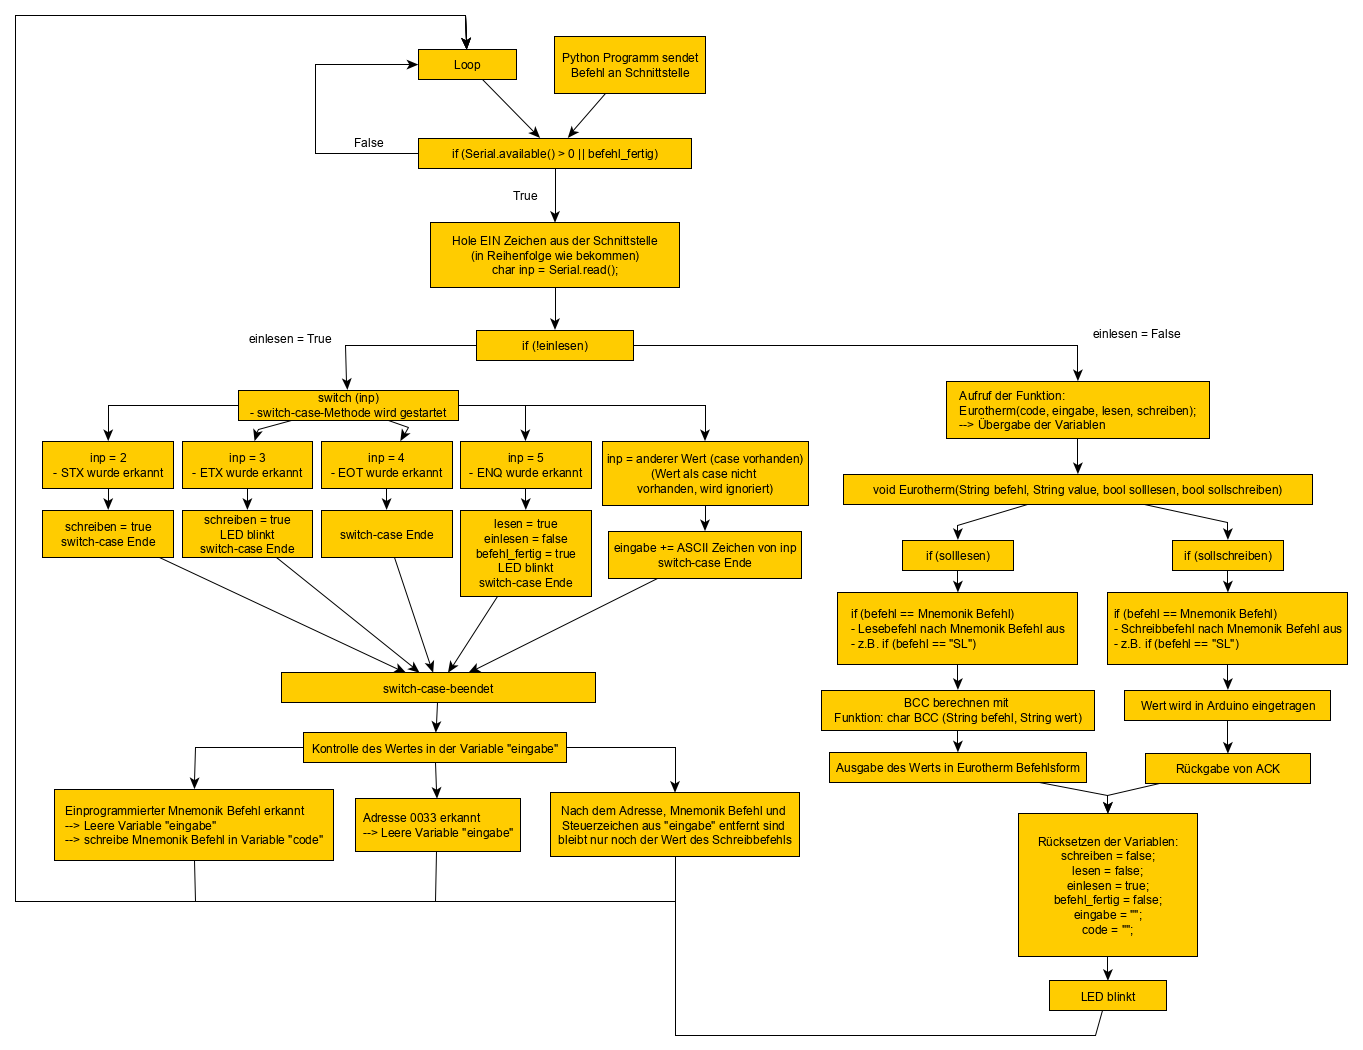 Loop
Python Programm sendet
Befehl an Schnittstelle
False
if (Serial.available() > 0 || befehl_fertig)
True
Hole EIN Zeichen aus der Schnittstelle
(in Reihenfolge wie bekommen)
char inp = Serial.read();
einlesen = True
if (!einlesen)
einlesen = False
switch (inp)
- switch-case-Methode wird gestartet
inp = 2
- STX wurde erkannt
inp = 3
- ETX wurde erkannt
inp = 4
- EOT wurde erkannt
inp = 5
- ENQ wurde erkannt
inp = anderer Wert (case vorhanden)
(Wert als case nicht
vorhanden, wird ignoriert)
schreiben = true
switch-case Ende
schreiben = true
LED blinkt
switch-case Ende
switch-case Ende
lesen = true
einlesen = false
befehl_fertig = true
LED blinkt
switch-case Ende
eingabe += ASCII Zeichen von inp
switch-case Ende
switch-case-beendet
Kontrolle des Wertes in der Variable "eingabe"
Einprogrammierter Mnemonik Befehl erkannt
--> Leere Variable "eingabe"
--> schreibe Mnemonik Befehl in Variable "code"
Adresse 0033 erkannt
--> Leere Variable "eingabe"
Nach dem Adresse, Mnemonik Befehl und
Steuerzeichen aus "eingabe" entfernt sind
bleibt nur noch der Wert des Schreibbefehls
Aufruf der Funktion:
Eurotherm(code, eingabe, lesen, schreiben);
--> Übergabe der Variablen
void Eurotherm(String befehl, String value, bool solllesen, bool sollschreiben)
if (solllesen)
if (sollschreiben)
if (befehl == Mnemonik Befehl)
- Lesebefehl nach Mnemonik Befehl aus
- z.B. if (befehl == "SL")
if (befehl == Mnemonik Befehl)
- Schreibbefehl nach Mnemonik Befehl aus
- z.B. if (befehl == "SL")
BCC berechnen mit
Funktion: char BCC (String befehl, String wert)
Wert wird in Arduino eingetragen
Ausgabe des Werts in Eurotherm Befehlsform
Rückgabe von ACK
Rücksetzen der Variablen:
schreiben = false;
lesen = false;
einlesen = true;
befehl_fertig = false;
eingabe = "";
code = "";
LED blinkt